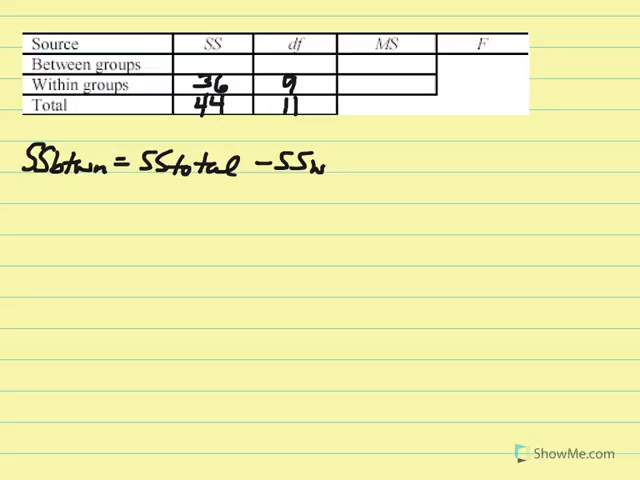 Source SS df MS F
Between groups
Within groups 36 9
Total 44 11
SSbtwn = SStotal - SSw
ShowMe.com